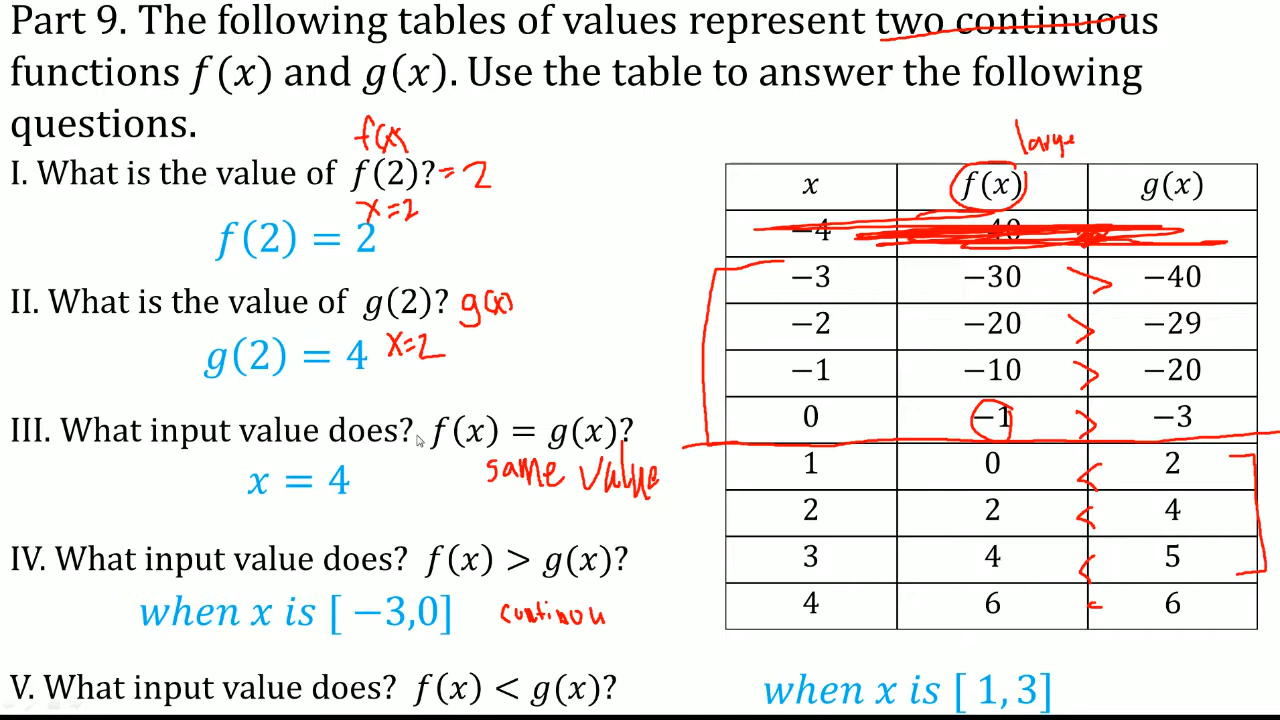 Part 9. The following tables of values represent two continuous
functions f(x) and g(x). Use the table to answer the following
questions.
f(x)
large
I. What is the value of f(2)? = 2
x = 2
f(2) = 2
II. What is the value of g(2)? g(x)
g(2) = 4 x=2
III. What input value does? f(x) = g(x)?
x = 4 same value
IV. What input value does? f(x) > g(x)?
when x is [ −3,0] continou
V. What input value does? f(x) < g(x)?
when x is [ 1, 3]
x f(x) g(x)
−4
−3 −30 > −40
−2 −20 > −29
−1 −10 > −20
0 −1 > −3
1 0 < 2
2 2 < 4
3 4 < 5
4 6 = 6